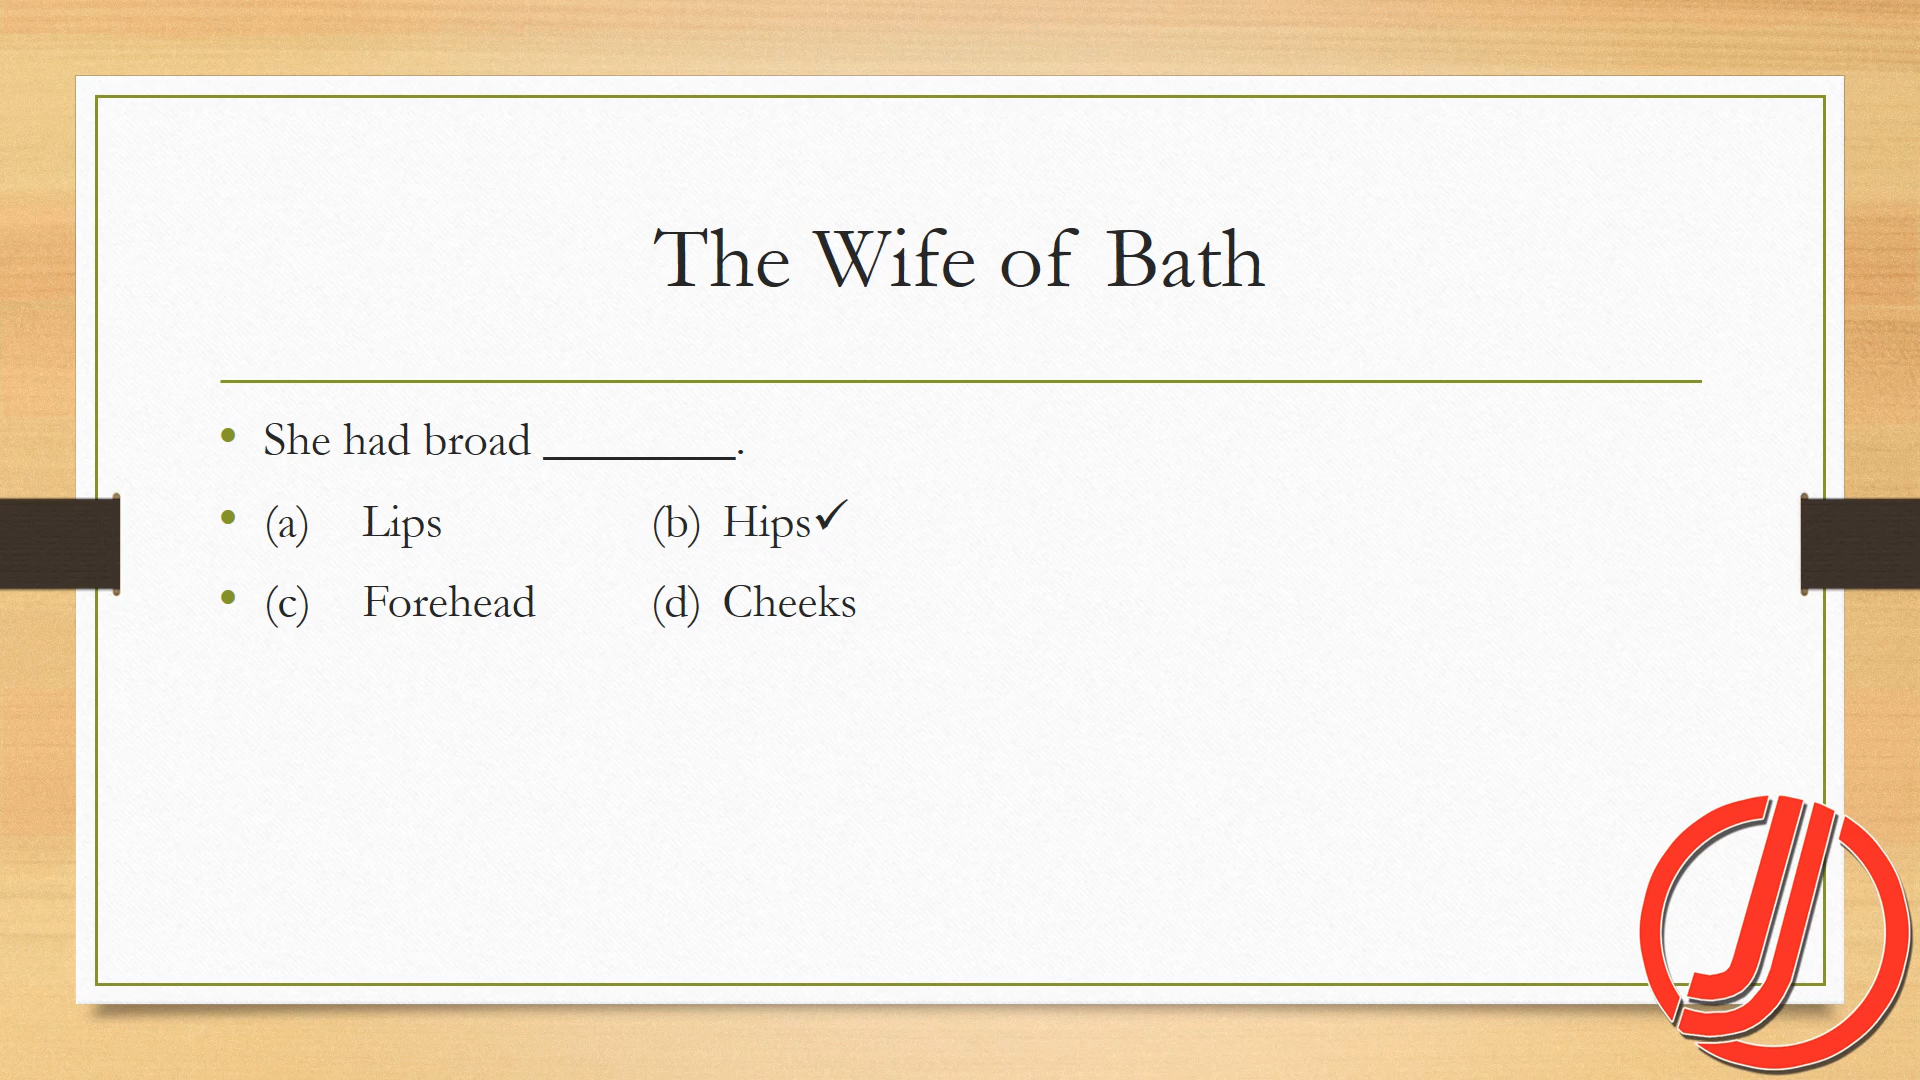 The Wife of Bath
• She had broad ________.
• (a) Lips (b) Hips✓
• (c) Forehead (d) Cheeks